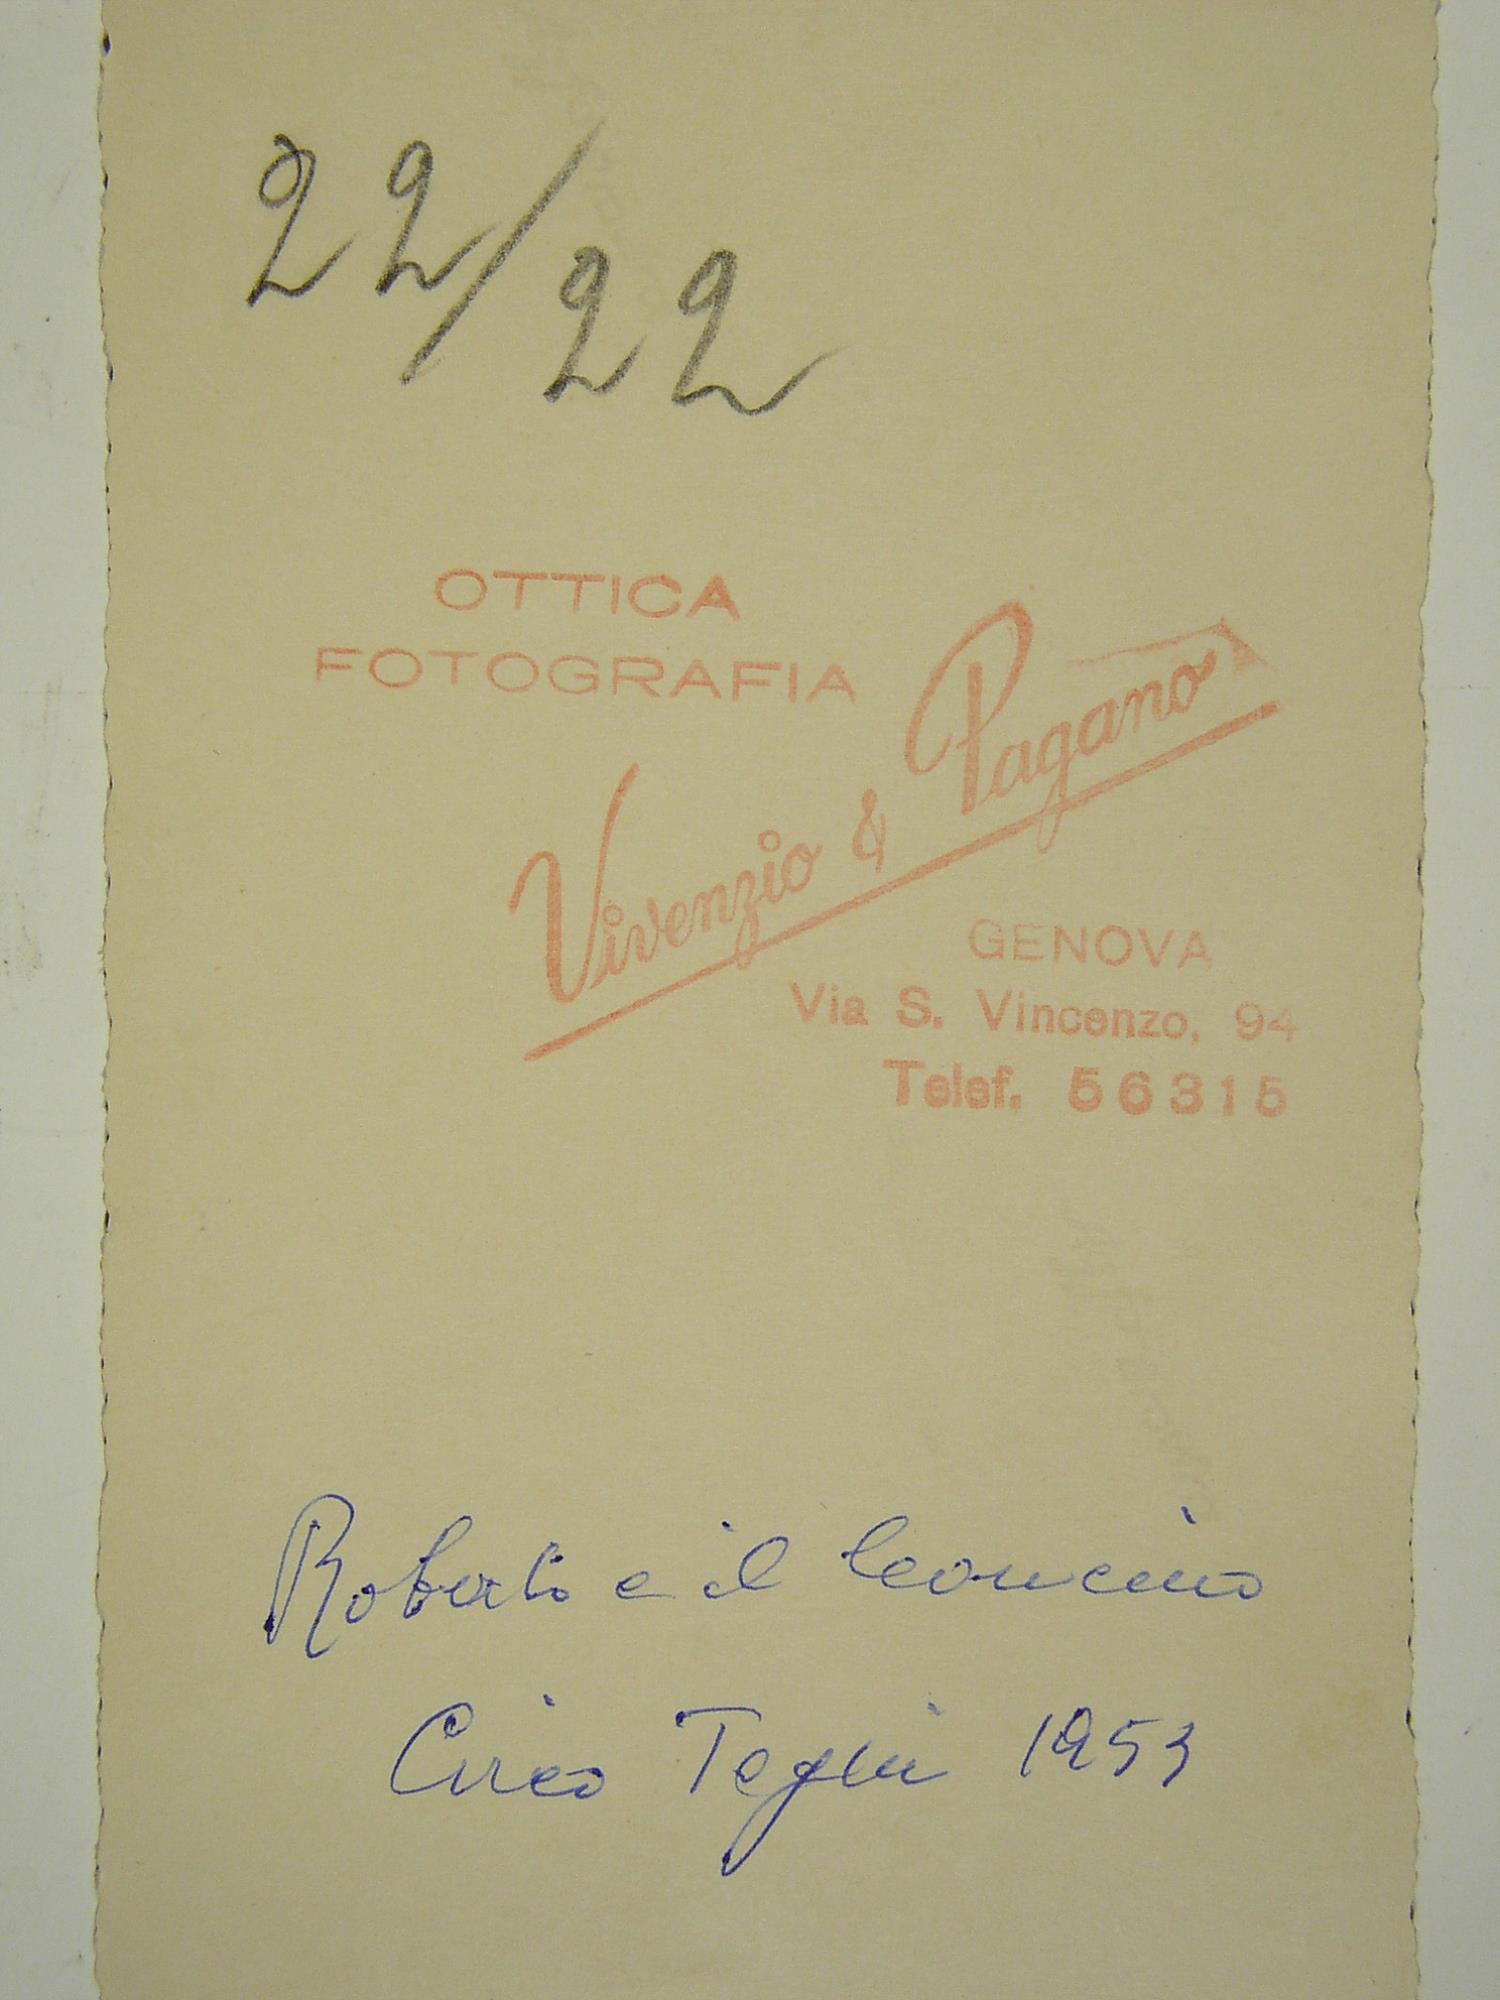 22/22
OTTICA
FOTOGRAFIA
Vivenzio & Pagano
GENOVA
Via S. Vincenzo, 94
Telef. 56315
Roberto e il leoncino
Circo Togni 1953